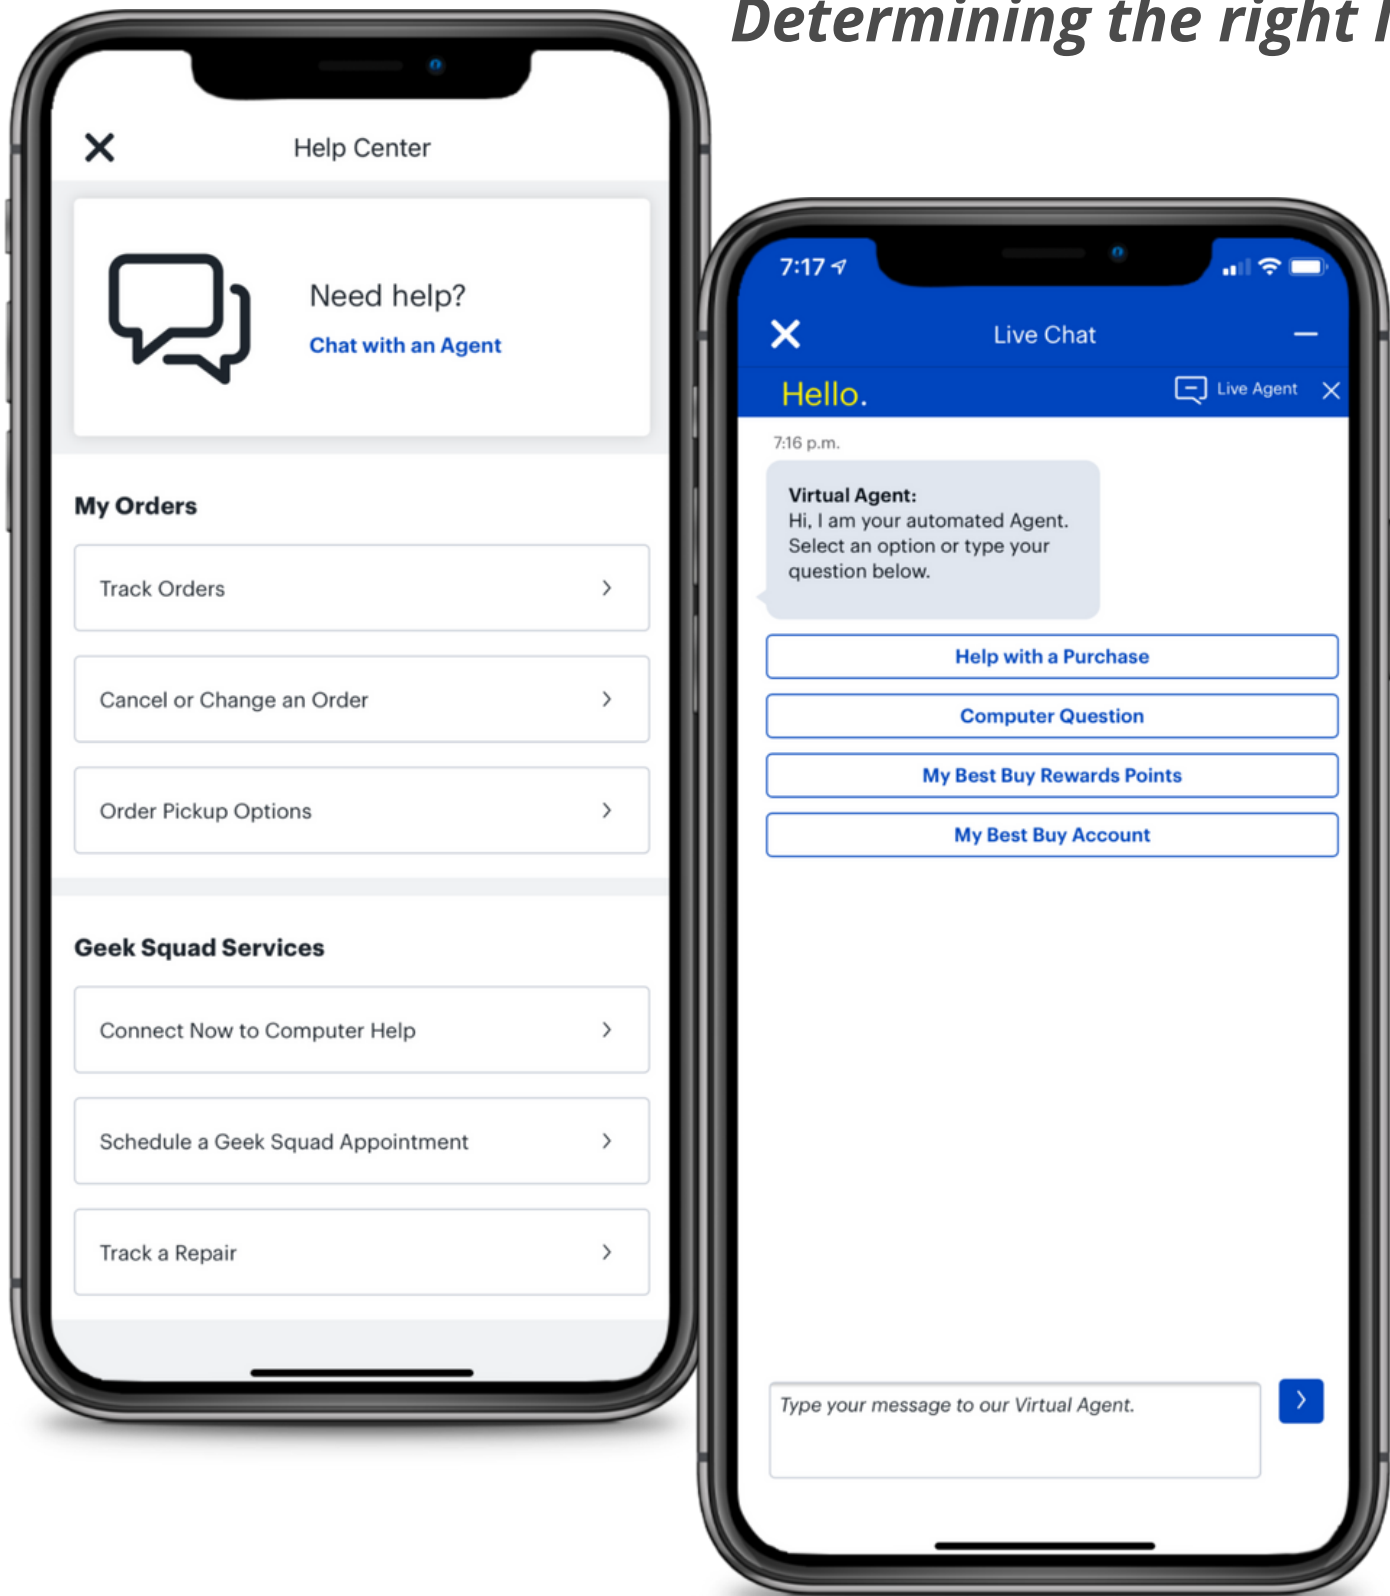 Determining the right
Help Center
Need help?
Chat with an Agent
My Orders
Track Orders
Cancel or Change an Order
Order Pickup Options
Geek Squad Services
Connect Now to Computer Help
Schedule a Geek Squad Appointment
Track a Repair
7:17
Live Chat
Hello.
Live Agent
7:16 p.m.
Virtual Agent:
Hi, I am your automated Agent.
Select an option or type your
question below.
Help with a Purchase
Computer Question
My Best Buy Rewards Points
My Best Buy Account
Type your message to our Virtual Agent.